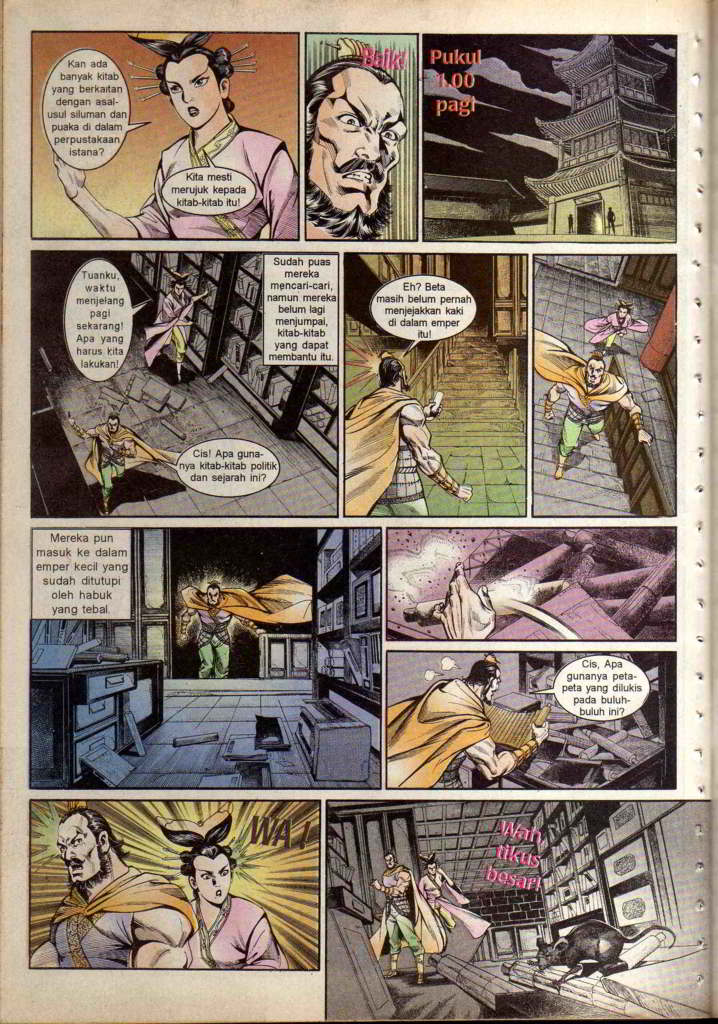 Kan ada
banyak kitab
yang berkaitan
dengan asal-
usul siluman dan
puaka di dalam
perpustakaan
istana?
Kita mesti
merujuk kepada
kitab-kitab itu!
Baik!
Pukul
1.00
pagi
Tuanku,
waktu
menjelang
pagi
sekarang!
Apa yang
harus kita
lakukan!
Sudah puas
mereka
mencari-cari,
namun mereka
belum lagi
menjumpai,
kitab-kitab
yang dapat
membantu itu.
Cis! Apa guna-
nya kitab-kitab politik
dan sejarah ini?
Eh? Beta
masih belum pernah
menjejakkan kaki
di dalam emper
itu!
Mereka pun
masuk ke dalam
emper kecil yang
sudah ditutupi
oleh habuk
yang tebal.
Cis, Apa
gunanya peta-
peta yang dilukis
pada buluh-
buluh ini?
WA!
Wah,
tikus
besar!